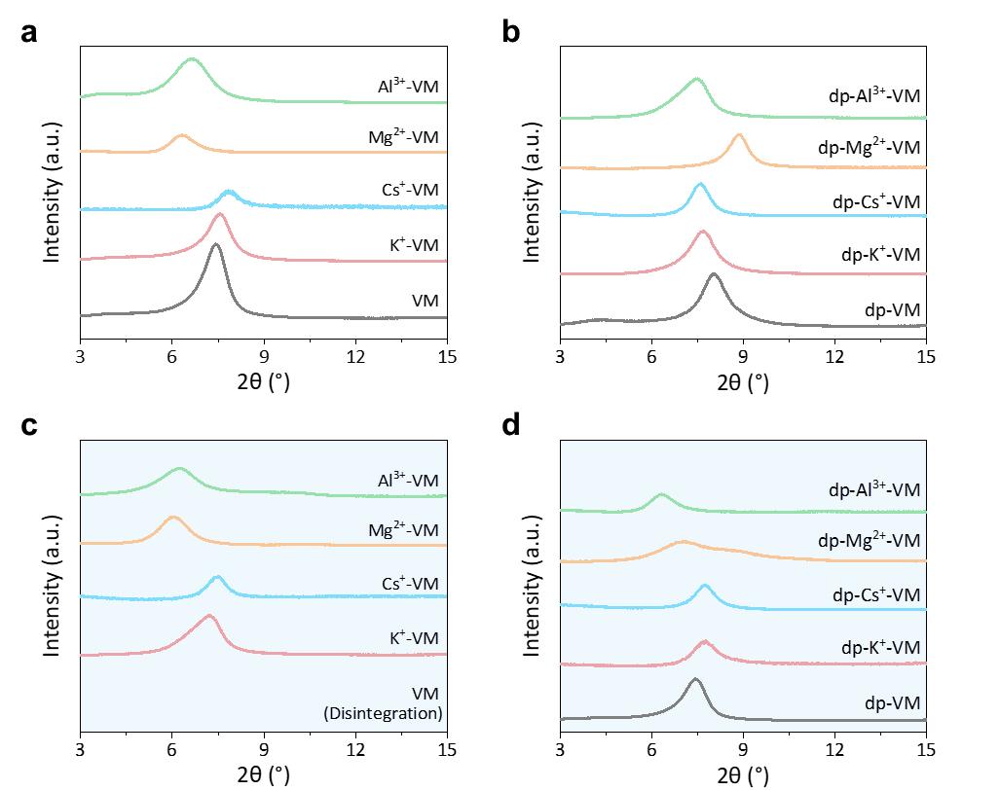 a
Intensity (a.u.)
Al³⁺-VM
Mg²⁺-VM
Cs⁺-VM
K⁺-VM
VM
3 6 9 12 15
2θ (°)
b
Intensity (a.u.)
dp-Al³⁺-VM
dp-Mg²⁺-VM
dp-Cs⁺-VM
dp-K⁺-VM
dp-VM
3 6 9 12 15
2θ (°)
c
Intensity (a.u.)
Al³⁺-VM
Mg²⁺-VM
Cs⁺-VM
K⁺-VM
VM
(Disintegration)
3 6 9 12 15
2θ (°)
d
Intensity (a.u.)
dp-Al³⁺-VM
dp-Mg²⁺-VM
dp-Cs⁺-VM
dp-K⁺-VM
dp-VM
3 6 9 12 15
2θ (°)